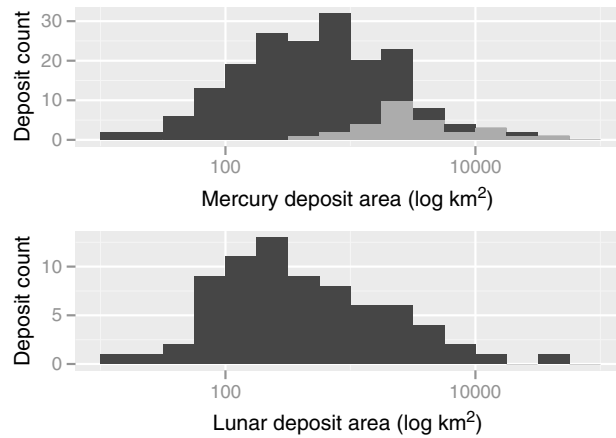 Deposit count
30
20
10
0
100
10000
Mercury deposit area (log km²)
Deposit count
10
5
0
100
10000
Lunar deposit area (log km²)